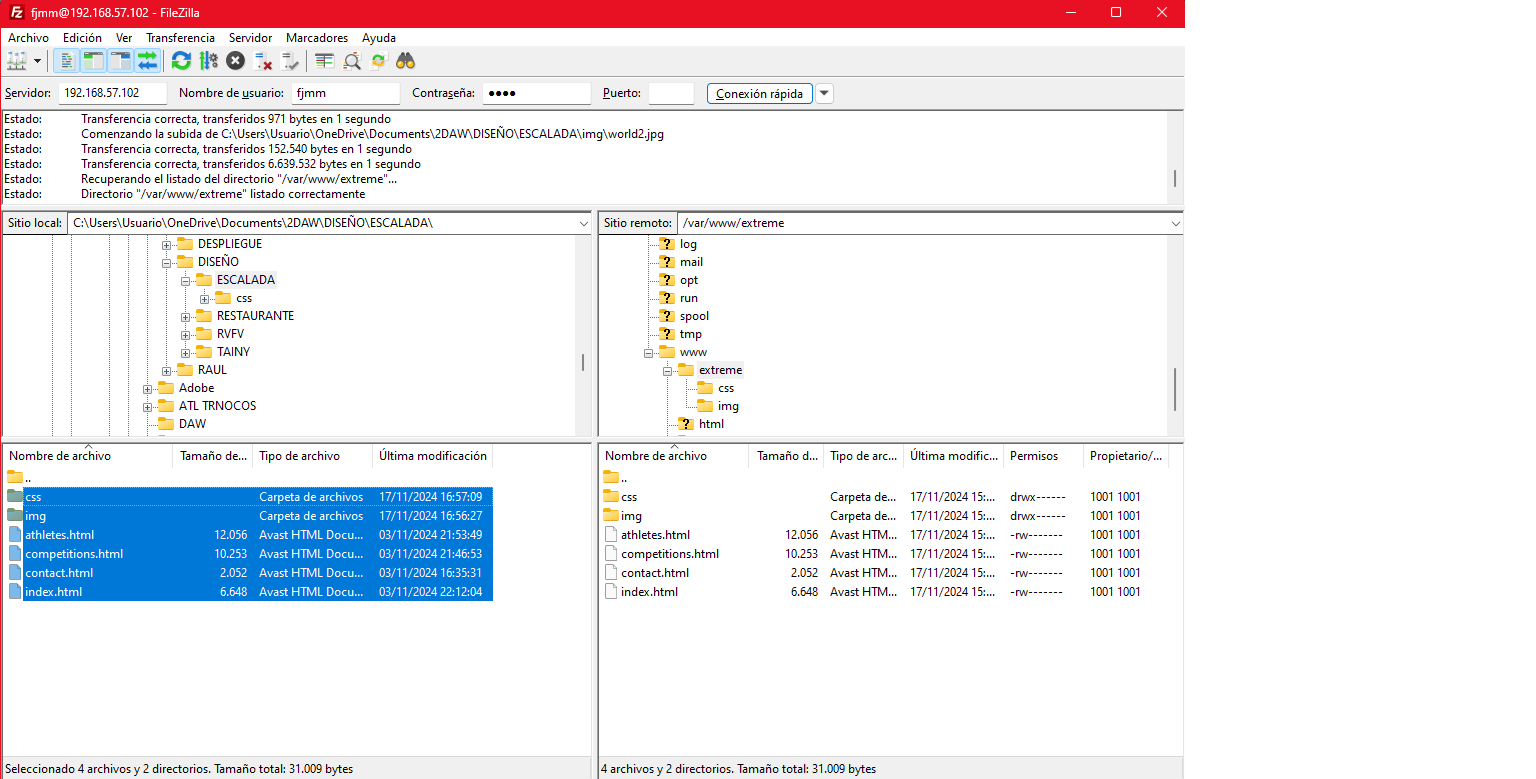 fjmm@192.168.57.102 - FileZilla
Archivo Edición Ver Transferencia Servidor Marcadores Ayuda
Servidor: 192.168.57.102 Nombre de usuario: fjmm Contraseña: •••• Puerto: Conexión rápida
Estado: Transferencia correcta, transferidos 971 bytes en 1 segundo
Estado: Comenzando la subida de C:\Users\Usuario\OneDrive\Documents\2DAW\DISEÑO\ESCALADA\img\world2.jpg
Estado: Transferencia correcta, transferidos 152.540 bytes en 1 segundo
Estado: Transferencia correcta, transferidos 6.639.532 bytes en 1 segundo
Estado: Recuperando el listado del directorio "/var/www/extreme"...
Estado: Directorio "/var/www/extreme" listado correctamente
Sitio local: C:\Users\Usuario\OneDrive\Documents\2DAW\DISEÑO\ESCALADA\
DESPLIEGUE
DISEÑO
ESCALADA
css
RESTAURANTE
RVFV
TAINY
RAUL
Adobe
ATL TRNOCOS
DAW
Nombre de archivo Tamaño de... Tipo de archivo Última modificación
..
css Carpeta de archivos 17/11/2024 16:57:09
img Carpeta de archivos 17/11/2024 16:56:27
athletes.html 12.056 Avast HTML Docu... 03/11/2024 21:53:49
competitions.html 10.253 Avast HTML Docu... 03/11/2024 21:46:53
contact.html 2.052 Avast HTML Docu... 03/11/2024 16:35:31
index.html 6.648 Avast HTML Docu... 03/11/2024 22:12:04
Seleccionado 4 archivos y 2 directorios. Tamaño total: 31.009 bytes
Sitio remoto: /var/www/extreme
log
mail
opt
run
spool
tmp
www
extreme
css
img
html
Nombre de archivo Tamaño d... Tipo de arc... Última modific... Permisos Propietario/...
..
css Carpeta de... 17/11/2024 15:... drwx------ 1001 1001
img Carpeta de... 17/11/2024 15:... drwx------ 1001 1001
athletes.html 12.056 Avast HTM... 17/11/2024 15:... -rw------- 1001 1001
competitions.html 10.253 Avast HTM... 17/11/2024 15:... -rw------- 1001 1001
contact.html 2.052 Avast HTM... 17/11/2024 15:... -rw------- 1001 1001
index.html 6.648 Avast HTM... 17/11/2024 15:... -rw------- 1001 1001
4 archivos y 2 directorios. Tamaño total: 31.009 bytes